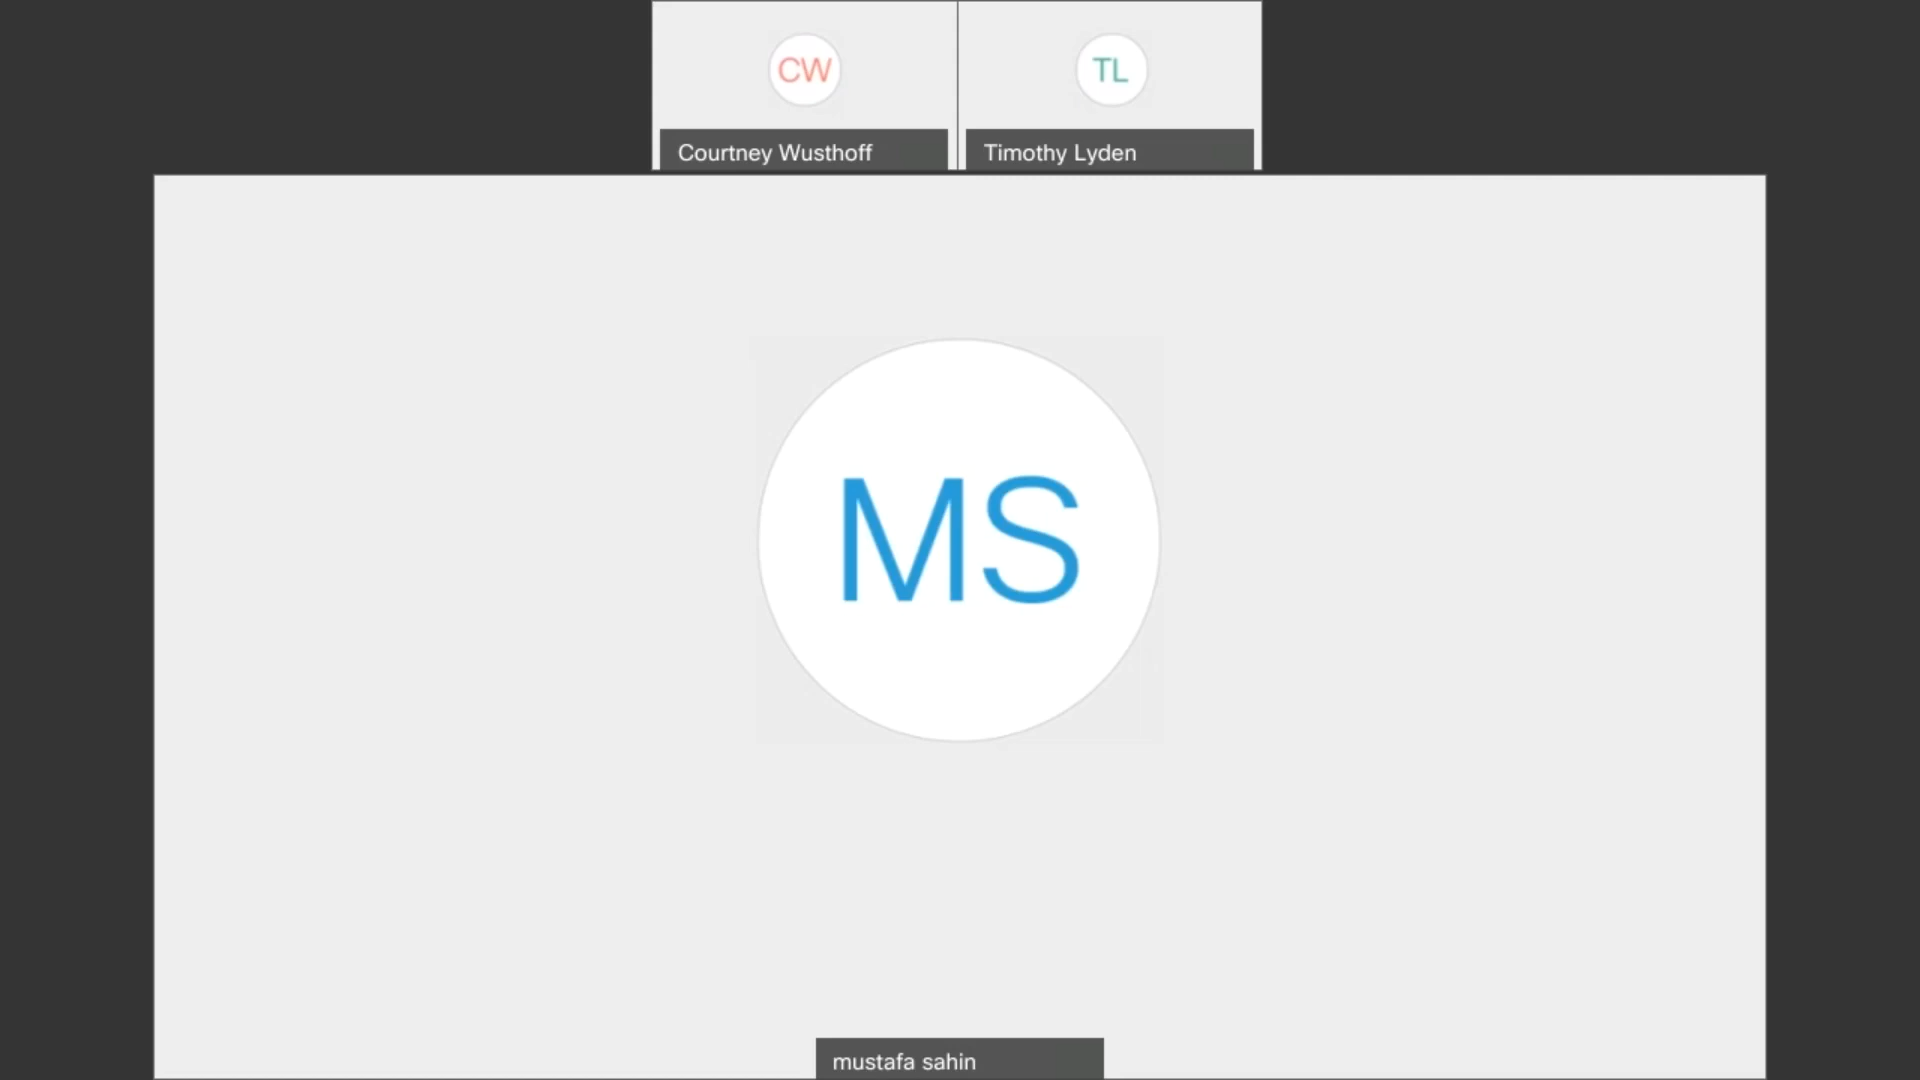 CW
TL
Courtney Wusthoff
Timothy Lyden
MS
mustafa sahin